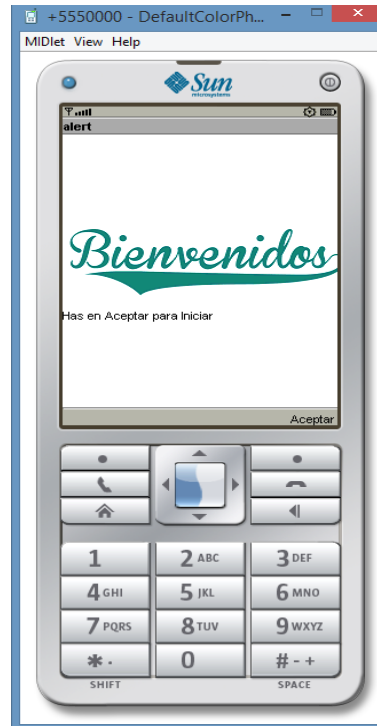 +5550000 - DefaultColorPh...
MIDlet View Help
Sun
microsystems
alert
Bienvenidos
Has en Aceptar para Iniciar
Aceptar
1 2 ABC 3 DEF
4 GHI 5 JKL 6 MNO
7 PQRS 8 TUV 9 WXYZ
* . 0 # - +
SHIFT SPACE